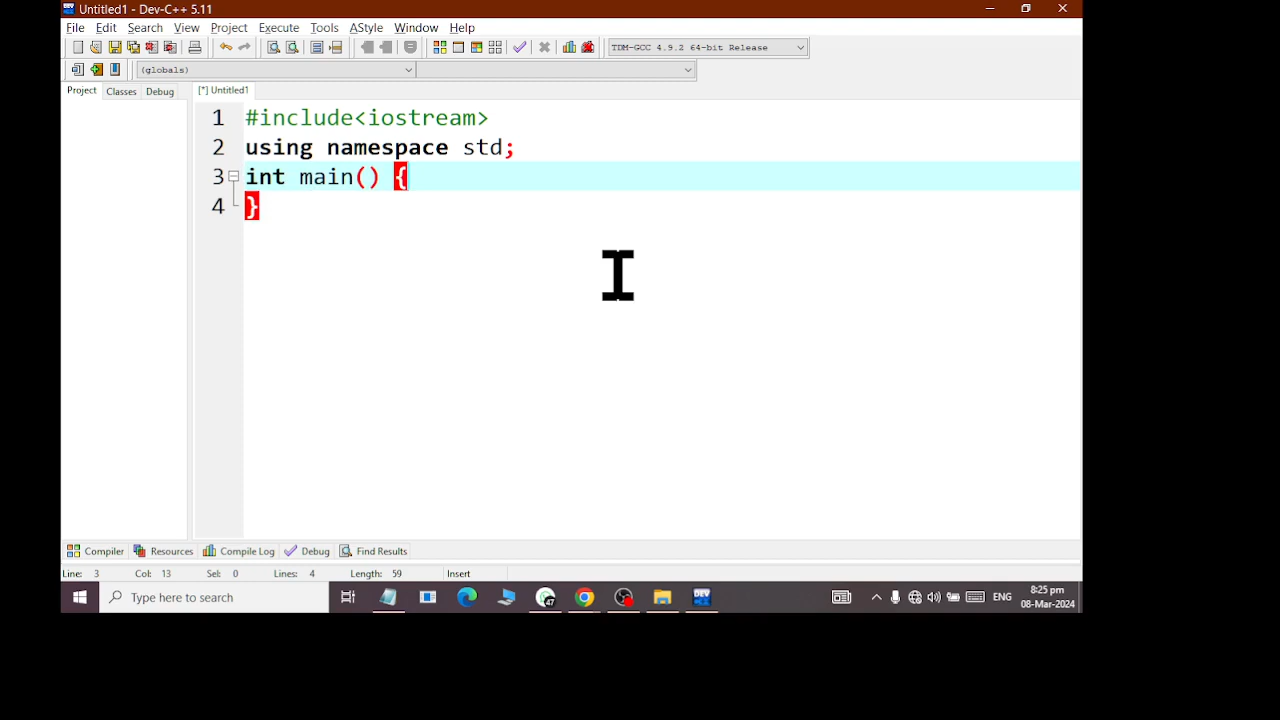 Untitled1 - Dev-C++ 5.11
File Edit Search View Project Execute Tools AStyle Window Help
TDM-GCC 4.9.2 64-bit Release
(globals)
Project Classes Debug [*] Untitled1
1 #include<iostream>
2 using namespace std;
3 int main() {
4 }
Compiler Resources Compile Log Debug Find Results
Line: 3 Col: 13 Sel: 0 Lines: 4 Length: 59 Insert
Type here to search
DEV
47
ENG
8:25 pm
08-Mar-2024